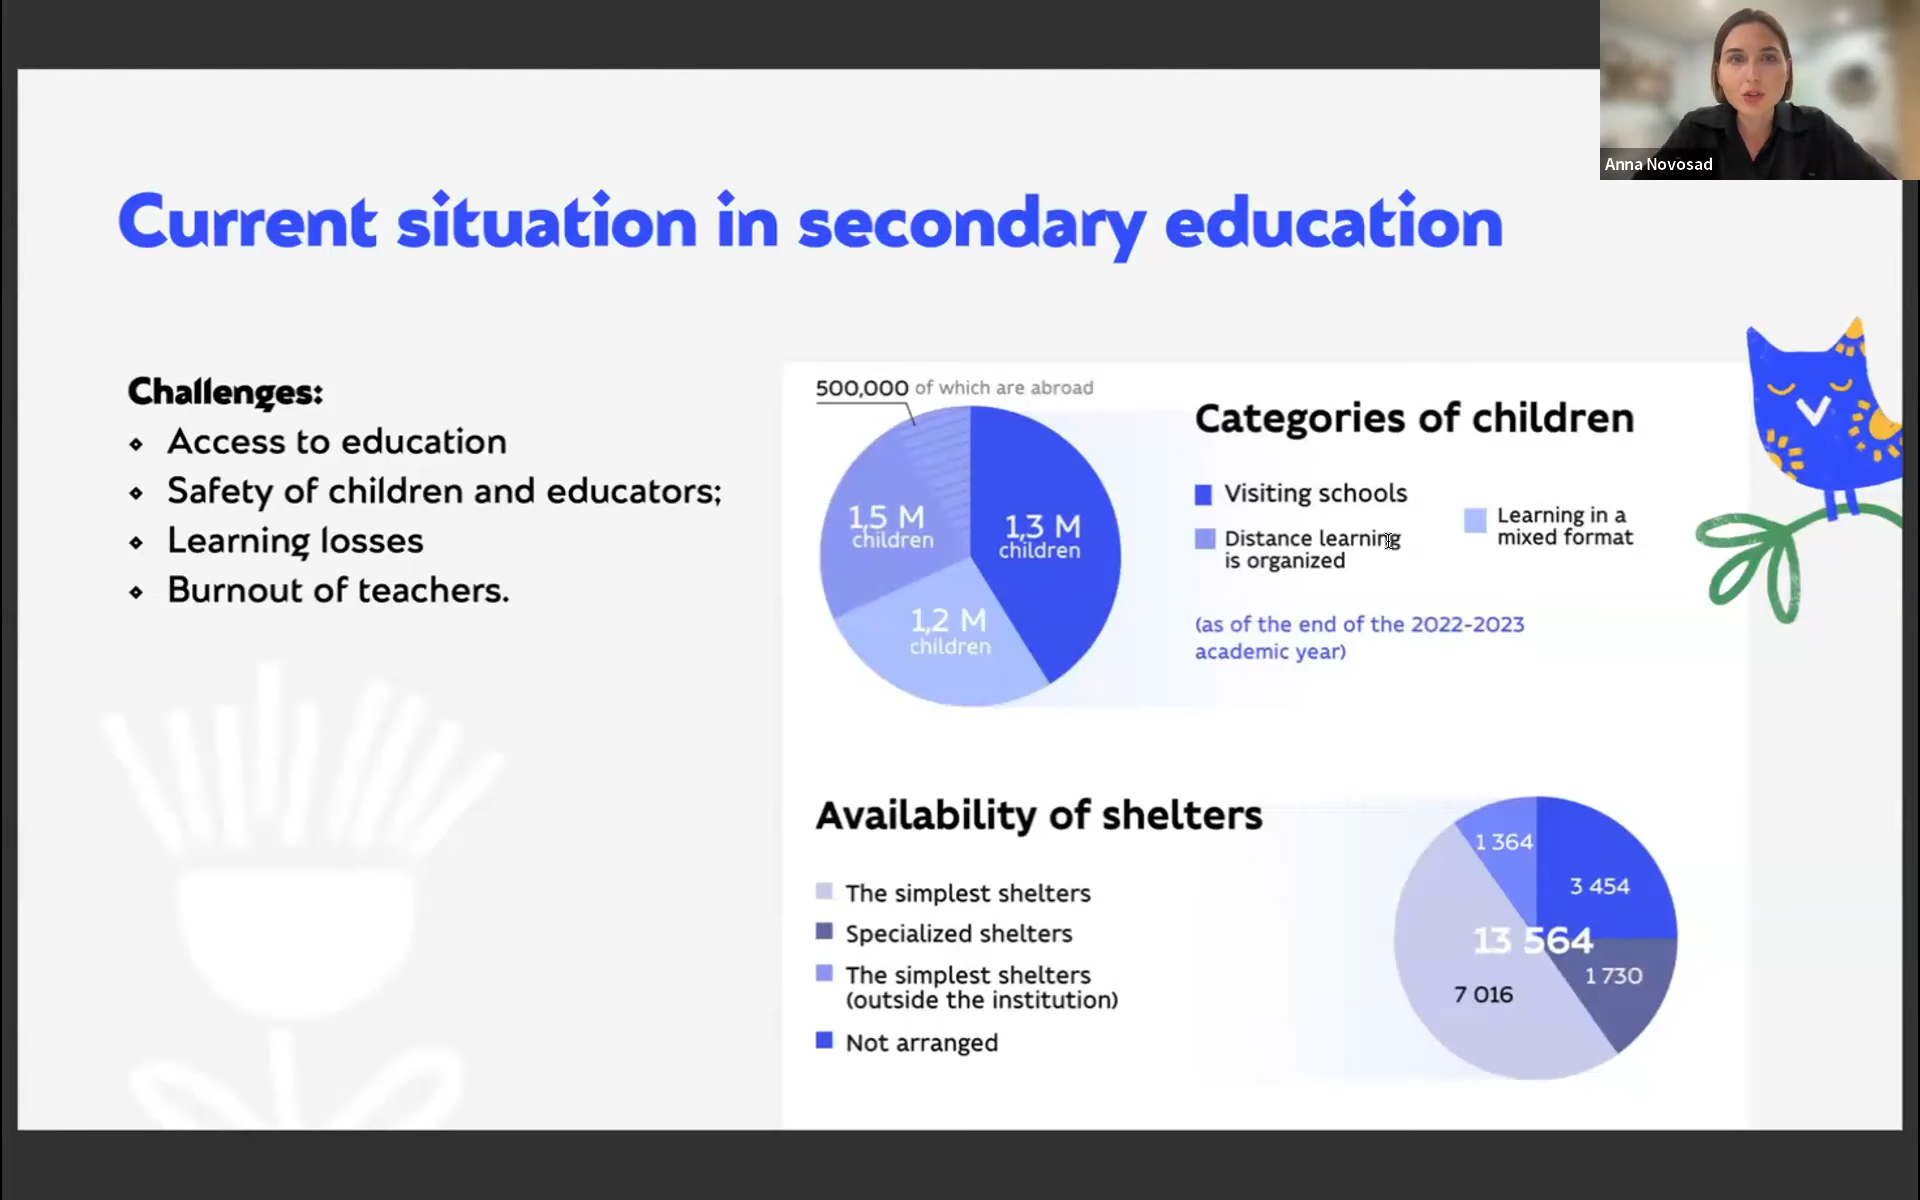 Anna Novosad
Current situation in secondary education
Challenges:
Access to education
Safety of children and educators;
Learning losses
Burnout of teachers.
500,000 of which are abroad
1,5 M
children
1,3 M
children
1,2 M
children
Categories of children
Visiting schools
Distance learning
is organized
Learning in a
mixed format
(as of the end of the 2022-2023
academic year)
Availability of shelters
The simplest shelters
Specialized shelters
The simplest shelters
(outside the institution)
Not arranged
1 364
3 454
13 564
1 730
7 016